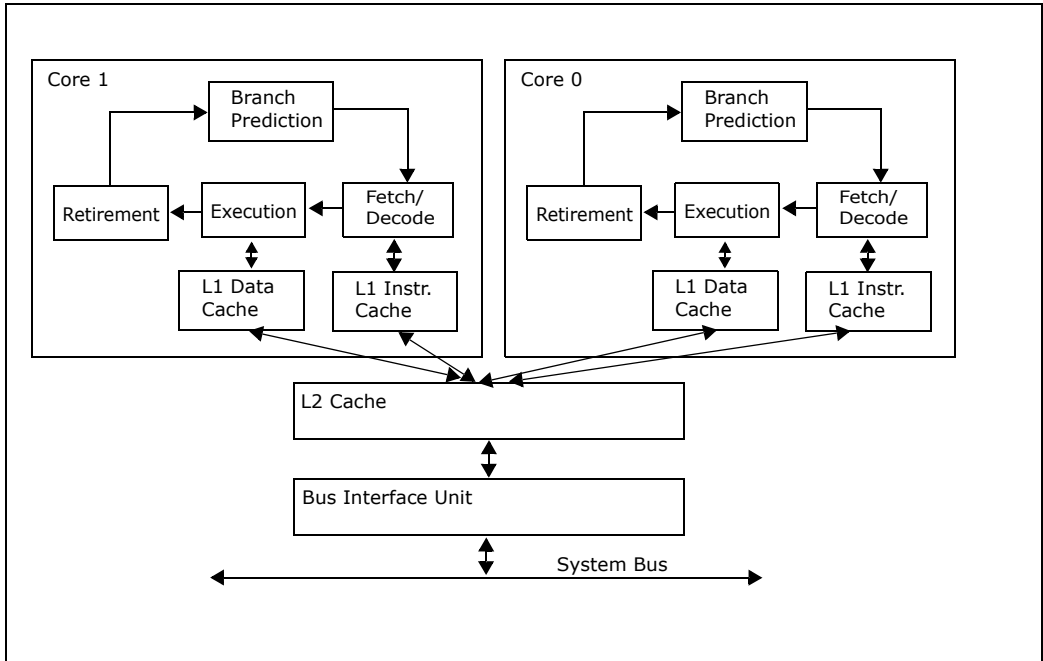 Core 1
Branch
Prediction
Retirement
Execution
Fetch/
Decode
L1 Data
Cache
L1 Instr.
Cache
Core 0
Branch
Prediction
Retirement
Execution
Fetch/
Decode
L1 Data
Cache
L1 Instr.
Cache
L2 Cache
Bus Interface Unit
System Bus